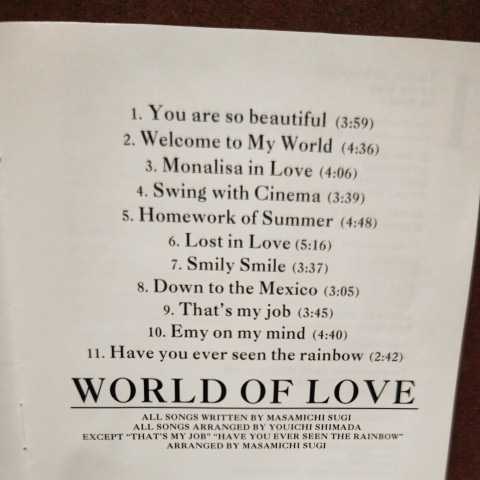 1. You are so beautiful (3:59)
2. Welcome to My World (4:36)
3. Monalisa in Love (4:06)
4. Swing with Cinema (3:39)
5. Homework of Summer (4:48)
6. Lost in Love (5:16)
7. Smily Smile (3:37)
8. Down to the Mexico (3:05)
9. That's my job (3:45)
10. Emy on my mind (4:40)
11. Have you ever seen the rainbow (2:42)
WORLD OF LOVE
ALL SONGS WRITTEN BY MASAMICHI SUGI
ALL SONGS ARRANGED BY YOUICHI SHIMADA
EXCEPT "THAT'S MY JOB" "HAVE YOU EVER SEEN THE RAINBOW"
ARRANGED BY MASAMICHI SUGI